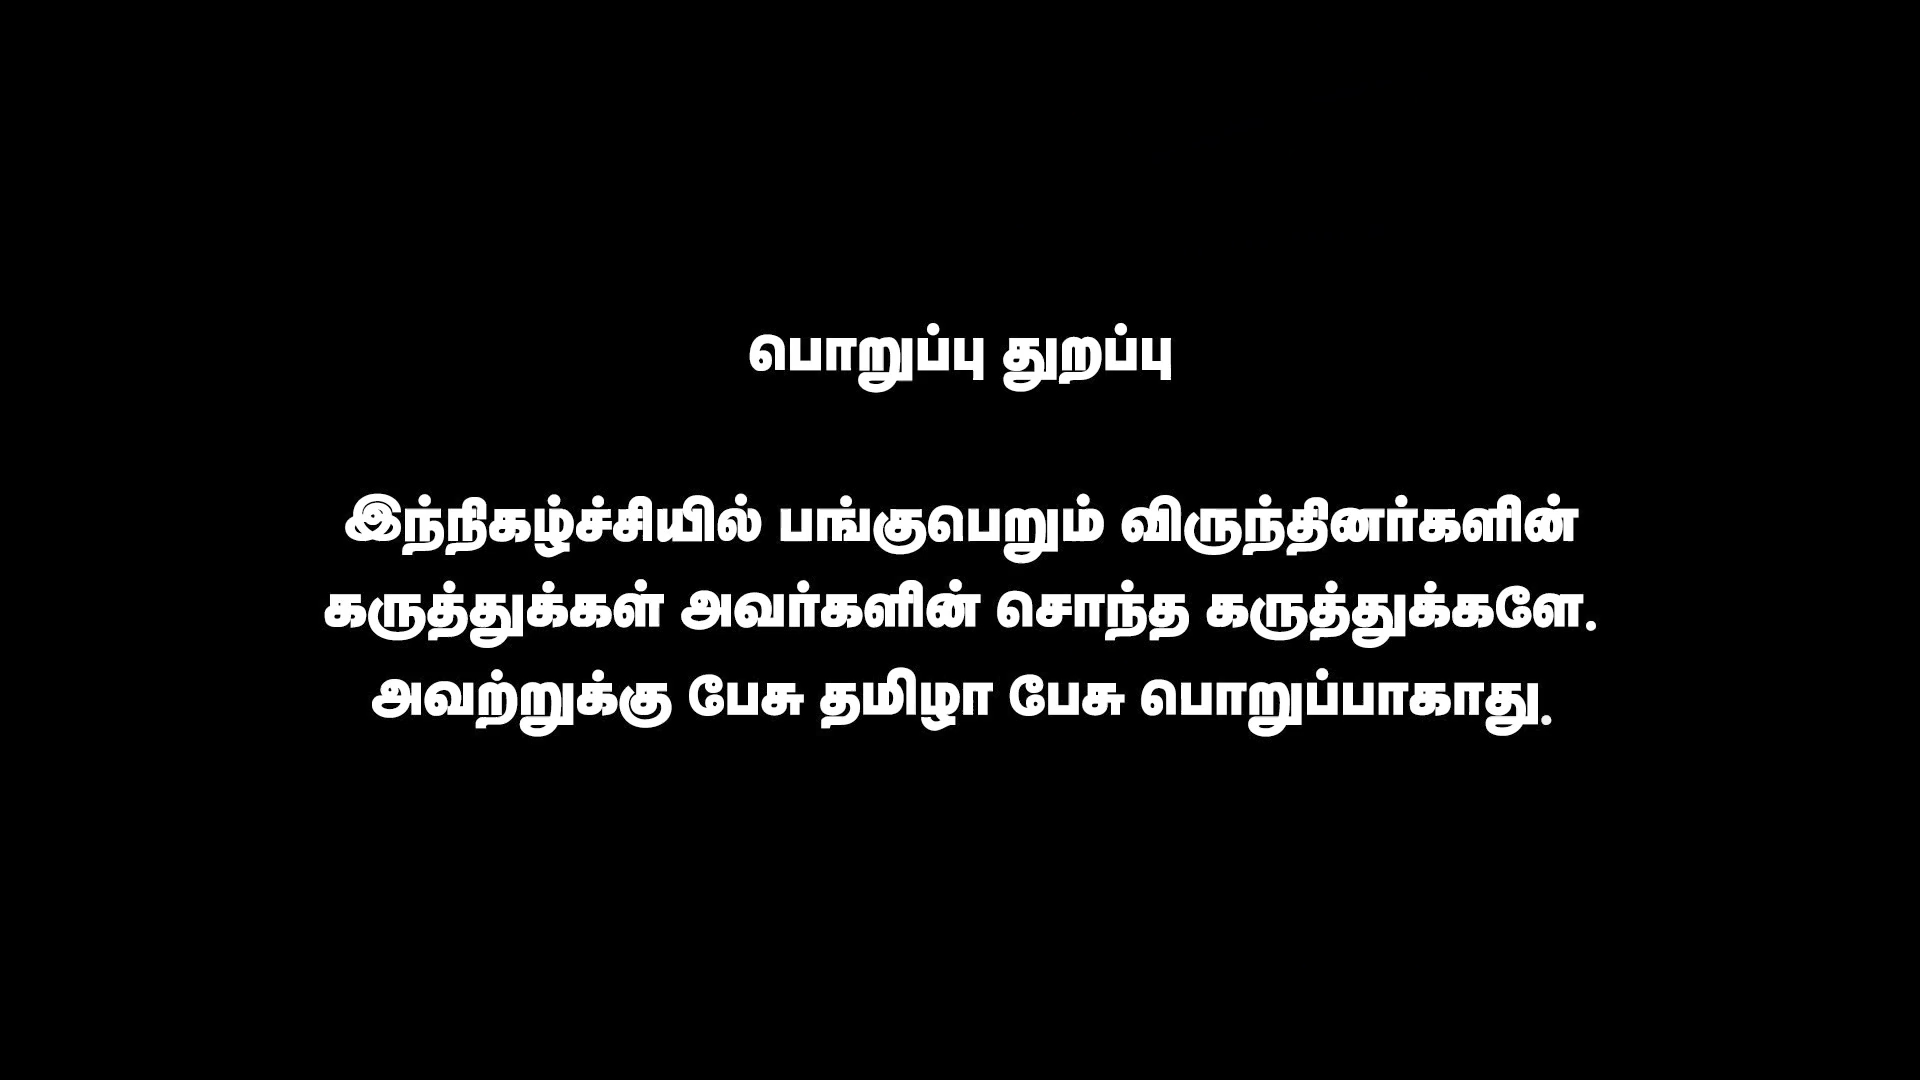 பொறுப்பு துறப்பு
இந்நிகழ்ச்சியில் பங்குபெறும் விருந்தினர்களின்
கருத்துக்கள் அவர்களின் சொந்த கருத்துக்களே.
அவற்றுக்கு பேசு தமிழா பேசு பொறுப்பாகாது.